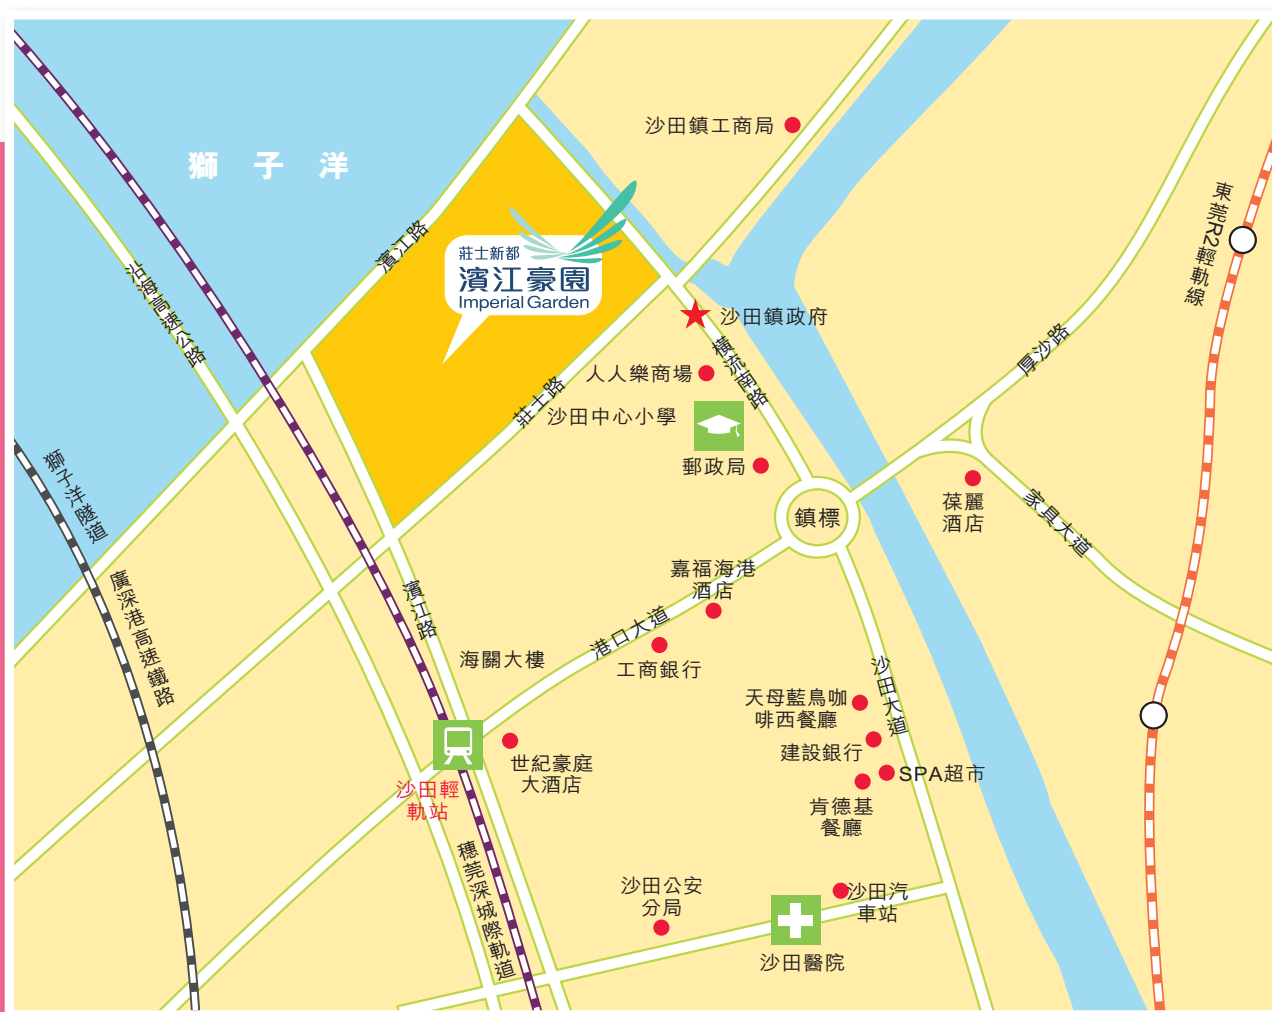 沙田鎮工商局
獅子洋
東莞R2輕軌線
濱江路
莊士新都
濱江豪園
Imperial Garden
沿海高速公路
沙田鎮政府
橫流南路
厚沙路
人人樂商場
莊士路
沙田中心小學
郵政局
獅子洋隧道
葆麗
酒店
家具大道
鎮標
廣深港高速鐵路
嘉福海港
酒店
濱江路
港口大道
海關大樓
工商銀行
沙田大道
天母藍鳥咖
啡西餐廳
建設銀行
世紀豪庭
大酒店
SPA超市
沙田輕
軌站
肯德基
餐廳
穗莞深城際軌道
沙田公安
分局
沙田汽
車站
沙田醫院